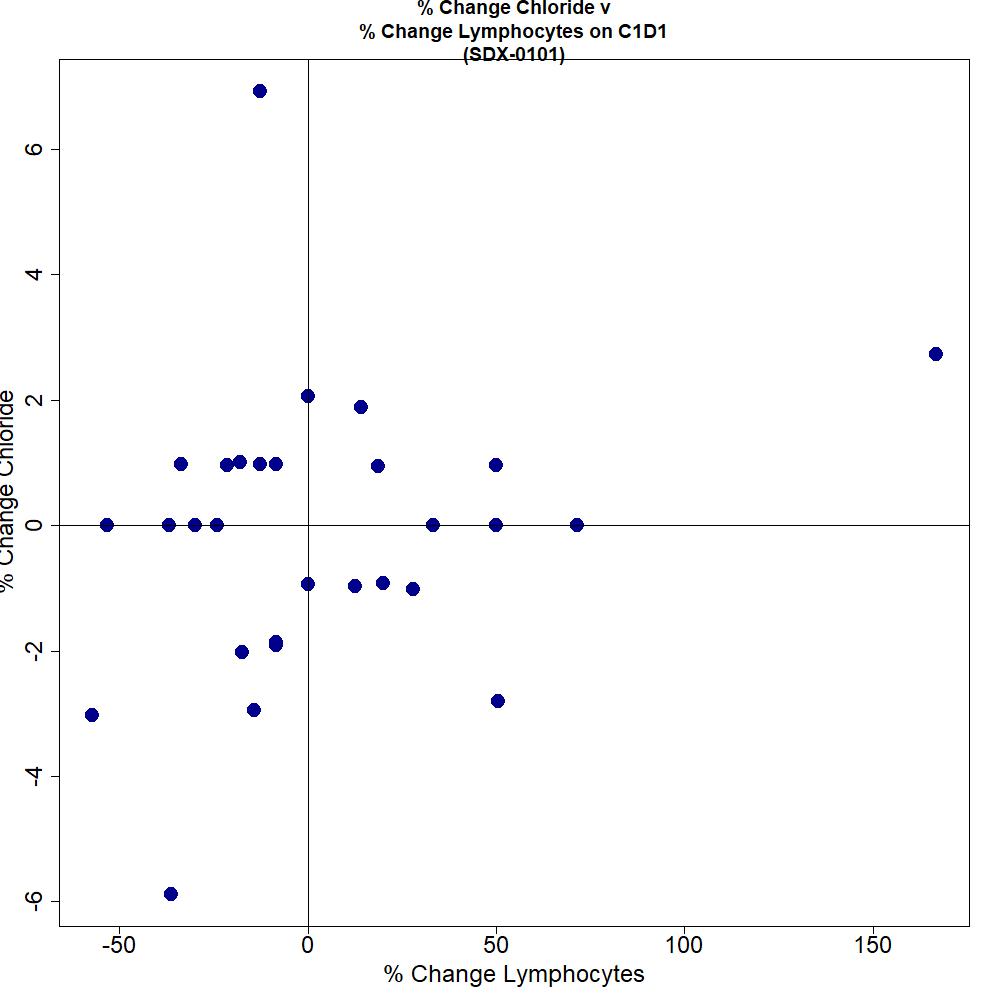 % Change Chloride v
% Change Lymphocytes on C1D1
(SDX-0101)
% Change Chloride
6
4
2
0
-2
-4
-6
-50
0
50
100
150
% Change Lymphocytes